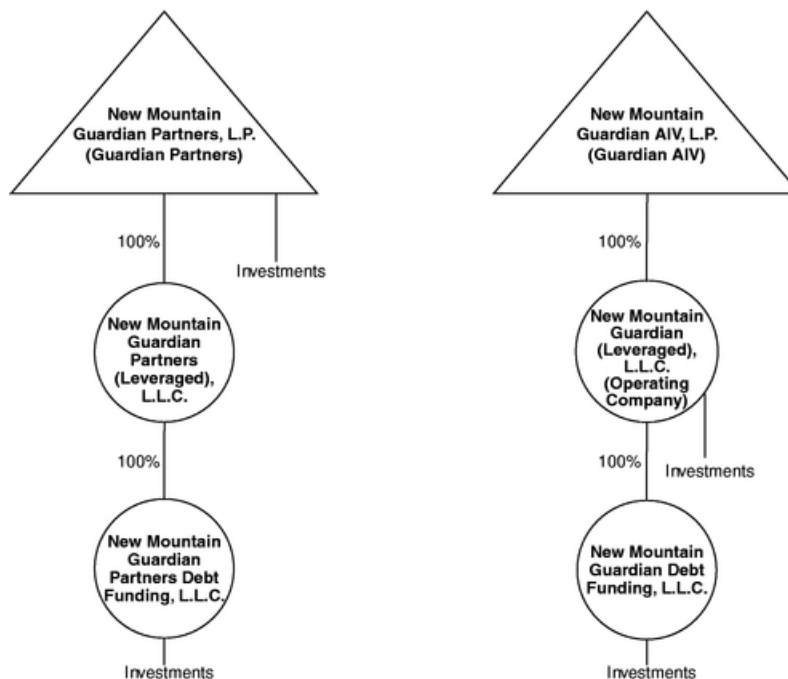 New Mountain
Guardian Partners, L.P.
(Guardian Partners)
100%
Investments
New Mountain
Guardian
Partners
(Leveraged),
L.L.C.
100%
New Mountain
Guardian
Partners Debt
Funding, L.L.C.
Investments
New Mountain
Guardian AIV, L.P.
(Guardian AIV)
100%
New Mountain
Guardian
(Leveraged),
L.L.C.
(Operating
Company)
Investments
100%
New Mountain
Guardian Debt
Funding, L.L.C.
Investments